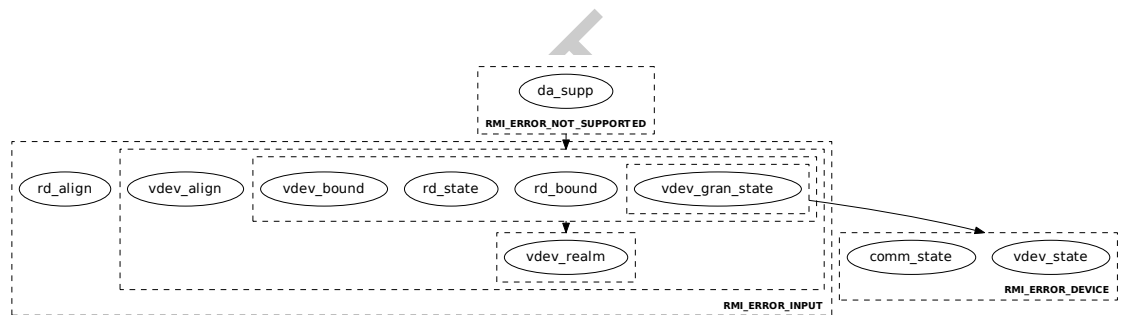 da_supp
RMI_ERROR_NOT_SUPPORTED
rd_align
vdev_align
vdev_bound
rd_state
rd_bound
vdev_gran_state
vdev_realm
comm_state
vdev_state
RMI_ERROR_DEVICE
RMI_ERROR_INPUT